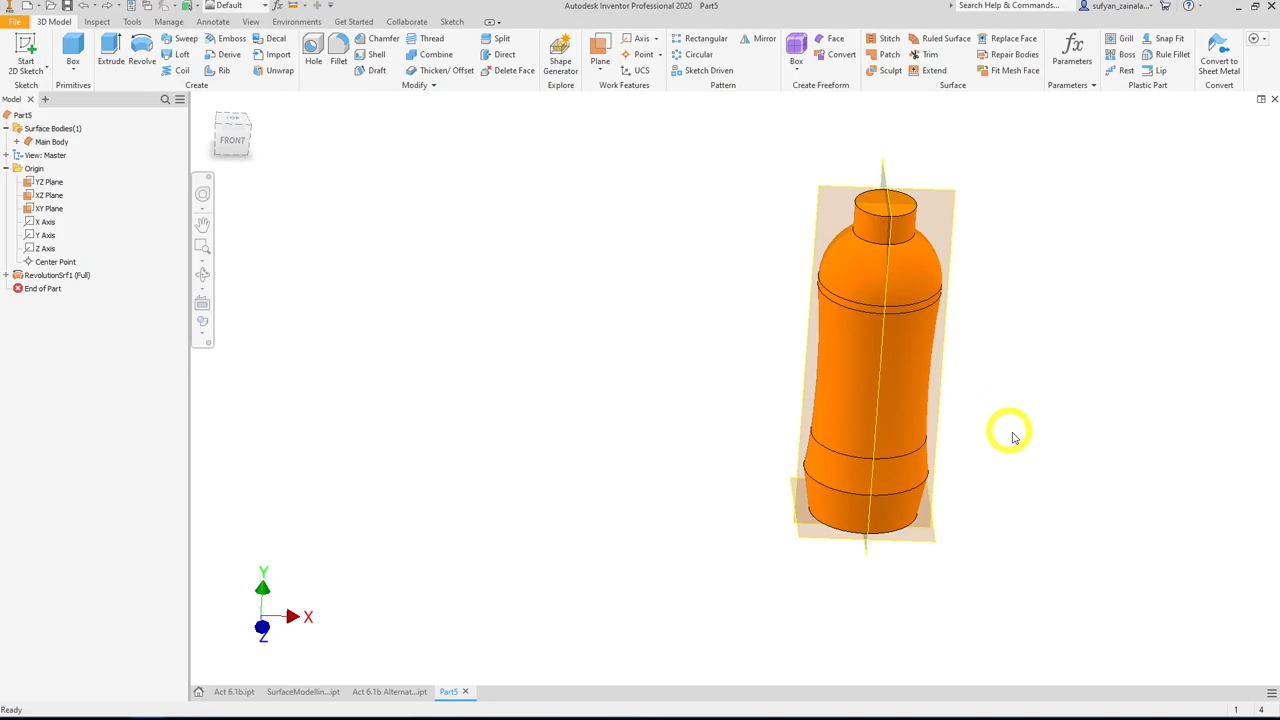 Default
Autodesk Inventor Professional 2020 Part5
Search Help & Commands...
sufyan_zainala...
File
3D Model
Sketch
Inspect
Tools
Manage
Annotate
View
Environments
Get Started
Collaborate
Sketch
Start
2D Sketch
Box
Primitives
Extrude
Revolve
Sweep
Loft
Coil
Emboss
Derive
Rib
Decal
Import
Unwrap
Create
Hole
Fillet
Chamfer
Shell
Draft
Thread
Combine
Thicken/ Offset
Split
Direct
Delete Face
Modify
Shape
Generator
Explore
Plane
Axis
Point
UCS
Work Features
Rectangular
Circular
Sketch Driven
Mirror
Pattern
Box
Face
Convert
Create Freeform
Stitch
Patch
Sculpt
Ruled Surface
Trim
Extend
Replace Face
Repair Bodies
Fit Mesh Face
Surface
Parameters
Parameters
Grill
Boss
Rest
Snap Fit
Rule Fillet
Lip
Plastic Part
Convert to
Sheet Metal
Convert
Model
Part5
Surface Bodies(1)
Main Body
View: Master
Origin
YZ Plane
XZ Plane
XY Plane
X Axis
Y Axis
Z Axis
Center Point
RevolutionSrf1 (Full)
End of Part
TOP
FRONT
Y
X
Z
Act 6.1b.ipt
SurfaceModellin...ipt
Act 6.1b Alternat...ipt
Part5
Ready
1
4